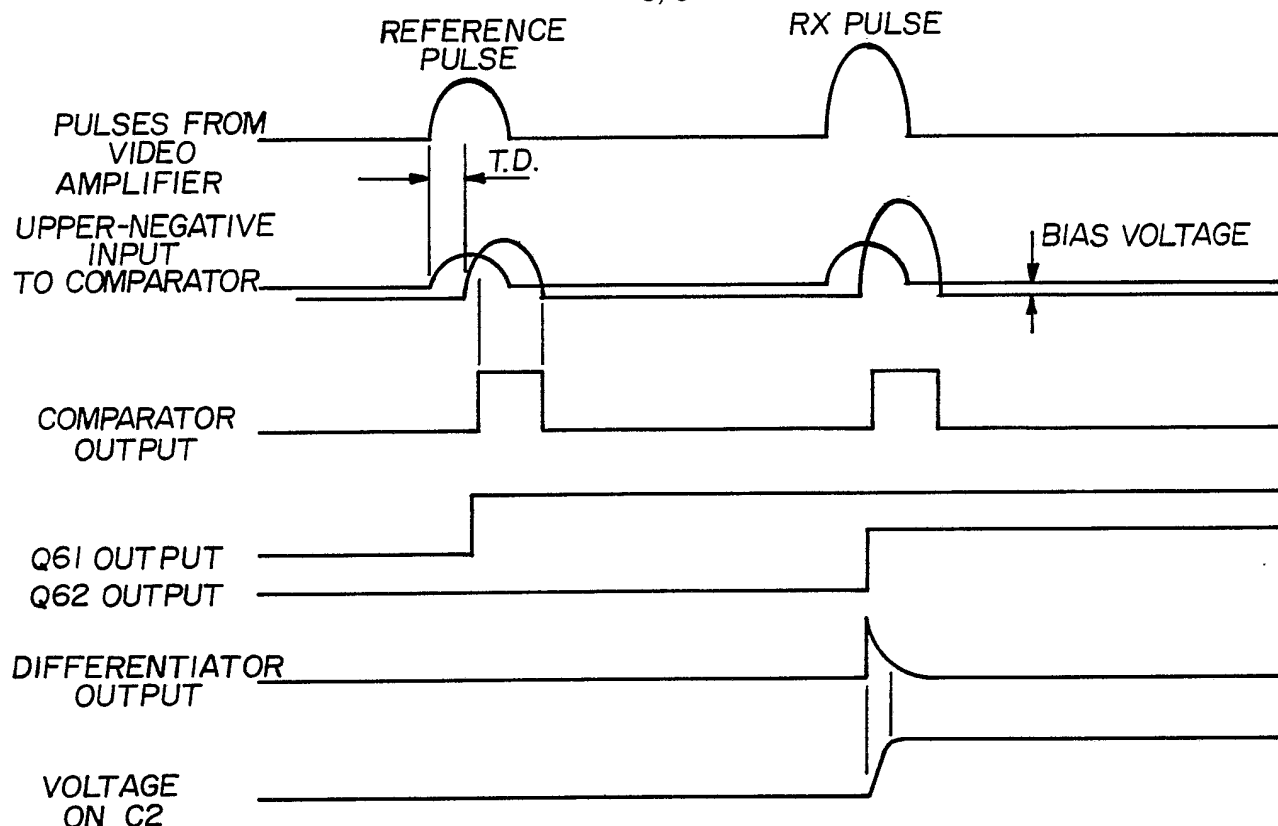 REFERENCE
PULSE
RX PULSE
PULSES FROM
VIDEO
AMPLIFIER
T.D.
UPPER-NEGATIVE
INPUT
TO COMPARATOR
BIAS VOLTAGE
COMPARATOR
OUTPUT
Q61 OUTPUT
Q62 OUTPUT
DIFFERENTIATOR
OUTPUT
VOLTAGE
ON C2